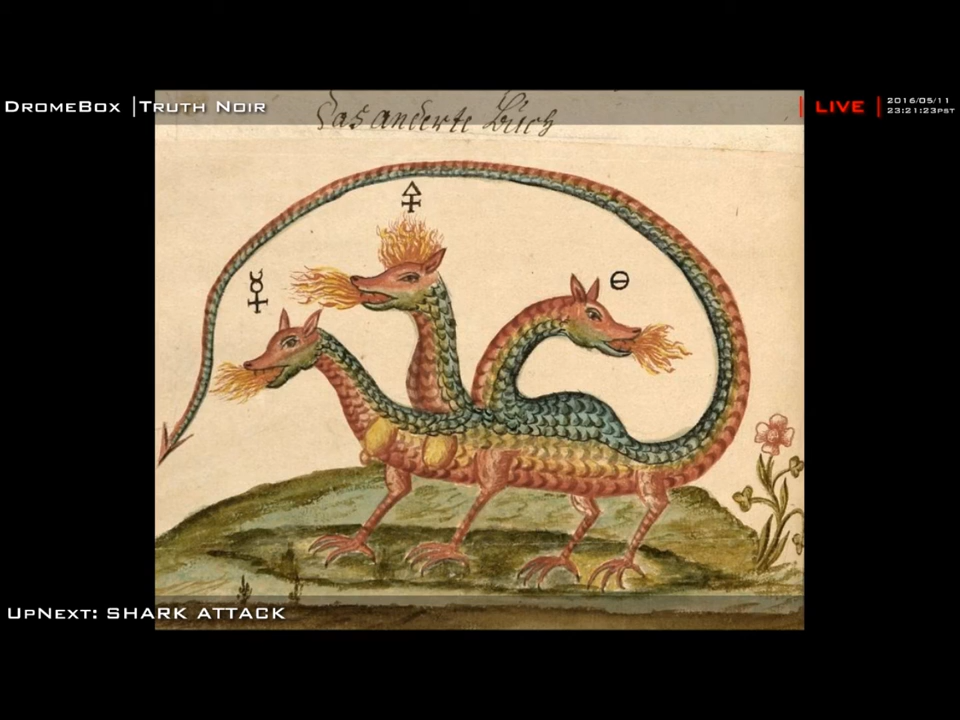 DromeBox | Truth Noir
Das anderte Buch
| LIVE |
2016/05/11
23:21:23PST
☿
🜍
🜔
UpNext: SHARK ATTACK